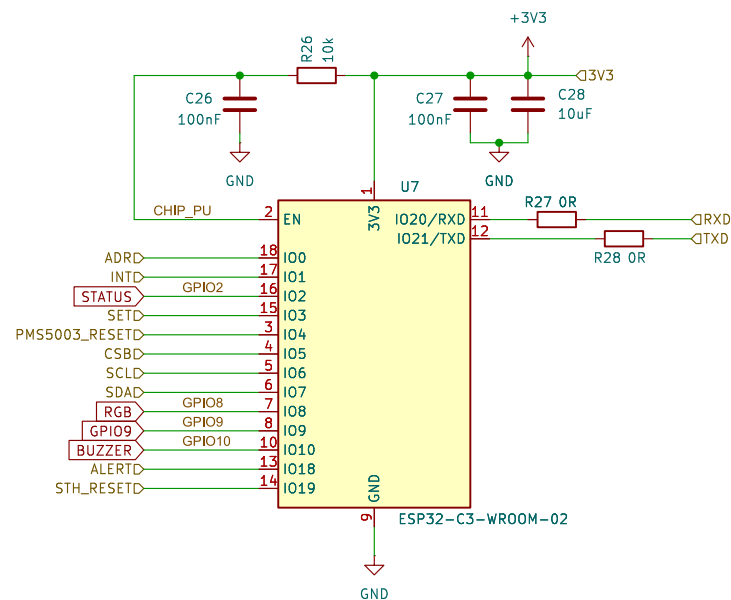 +3V3
R26
10k
3V3
C26
100nF
C27
100nF
C28
10uF
GND
GND
1
U7
CHIP_PU
2
EN
3V3
IO20/RXD
11
R27 0R
RXD
IO21/TXD
12
R28 0R
TXD
ADR
18
IO0
INT
17
IO1
STATUS
GPIO2
16
IO2
SET
15
IO3
PMS5003_RESET
3
IO4
CSB
4
IO5
SCL
5
IO6
SDA
6
IO7
RGB
GPIO8
7
IO8
GPIO9
GPIO9
8
IO9
BUZZER
GPIO10
10
IO10
ALERT
13
IO18
STH_RESET
14
IO19
GND
9
ESP32-C3-WROOM-02
GND